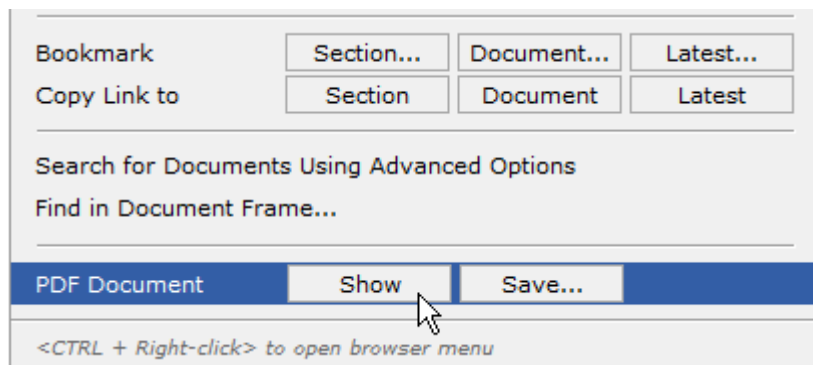 Bookmark Section... Document... Latest...
Copy Link to Section Document Latest
Search for Documents Using Advanced Options
Find in Document Frame...
PDF Document Show Save...
<CTRL + Right-click> to open browser menu